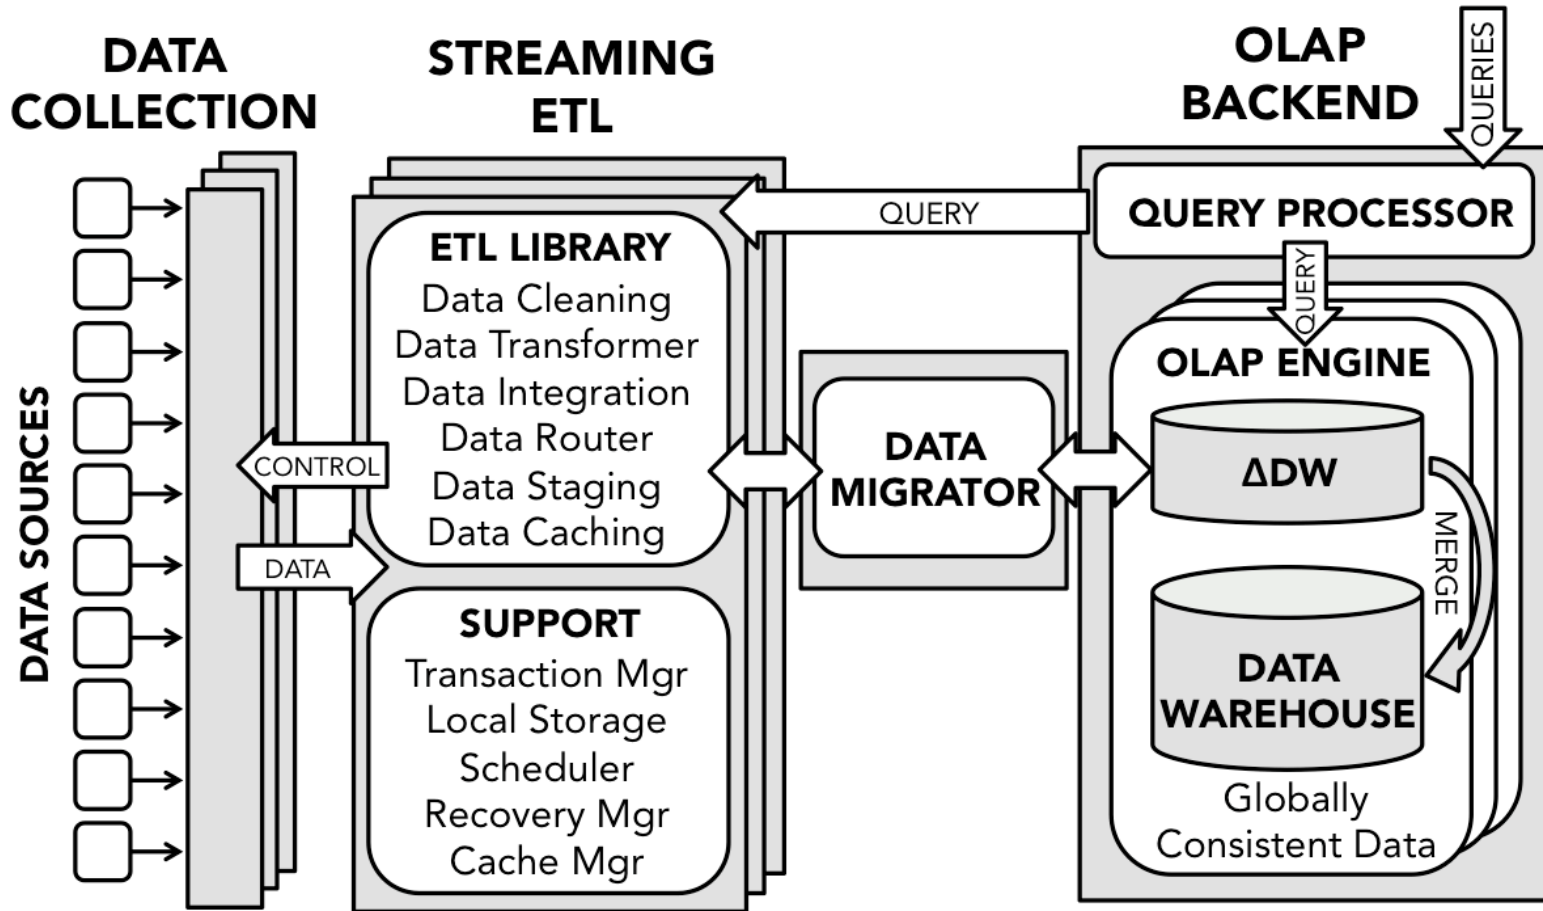 DATA
COLLECTION
STREAMING
ETL
OLAP
BACKEND
QUERIES
DATA SOURCES
CONTROL
DATA
ETL LIBRARY
Data Cleaning
Data Transformer
Data Integration
Data Router
Data Staging
Data Caching
SUPPORT
Transaction Mgr
Local Storage
Scheduler
Recovery Mgr
Cache Mgr
QUERY
DATA
MIGRATOR
QUERY PROCESSOR
QUERY
OLAP ENGINE
ΔDW
MERGE
DATA
WAREHOUSE
Globally
Consistent Data